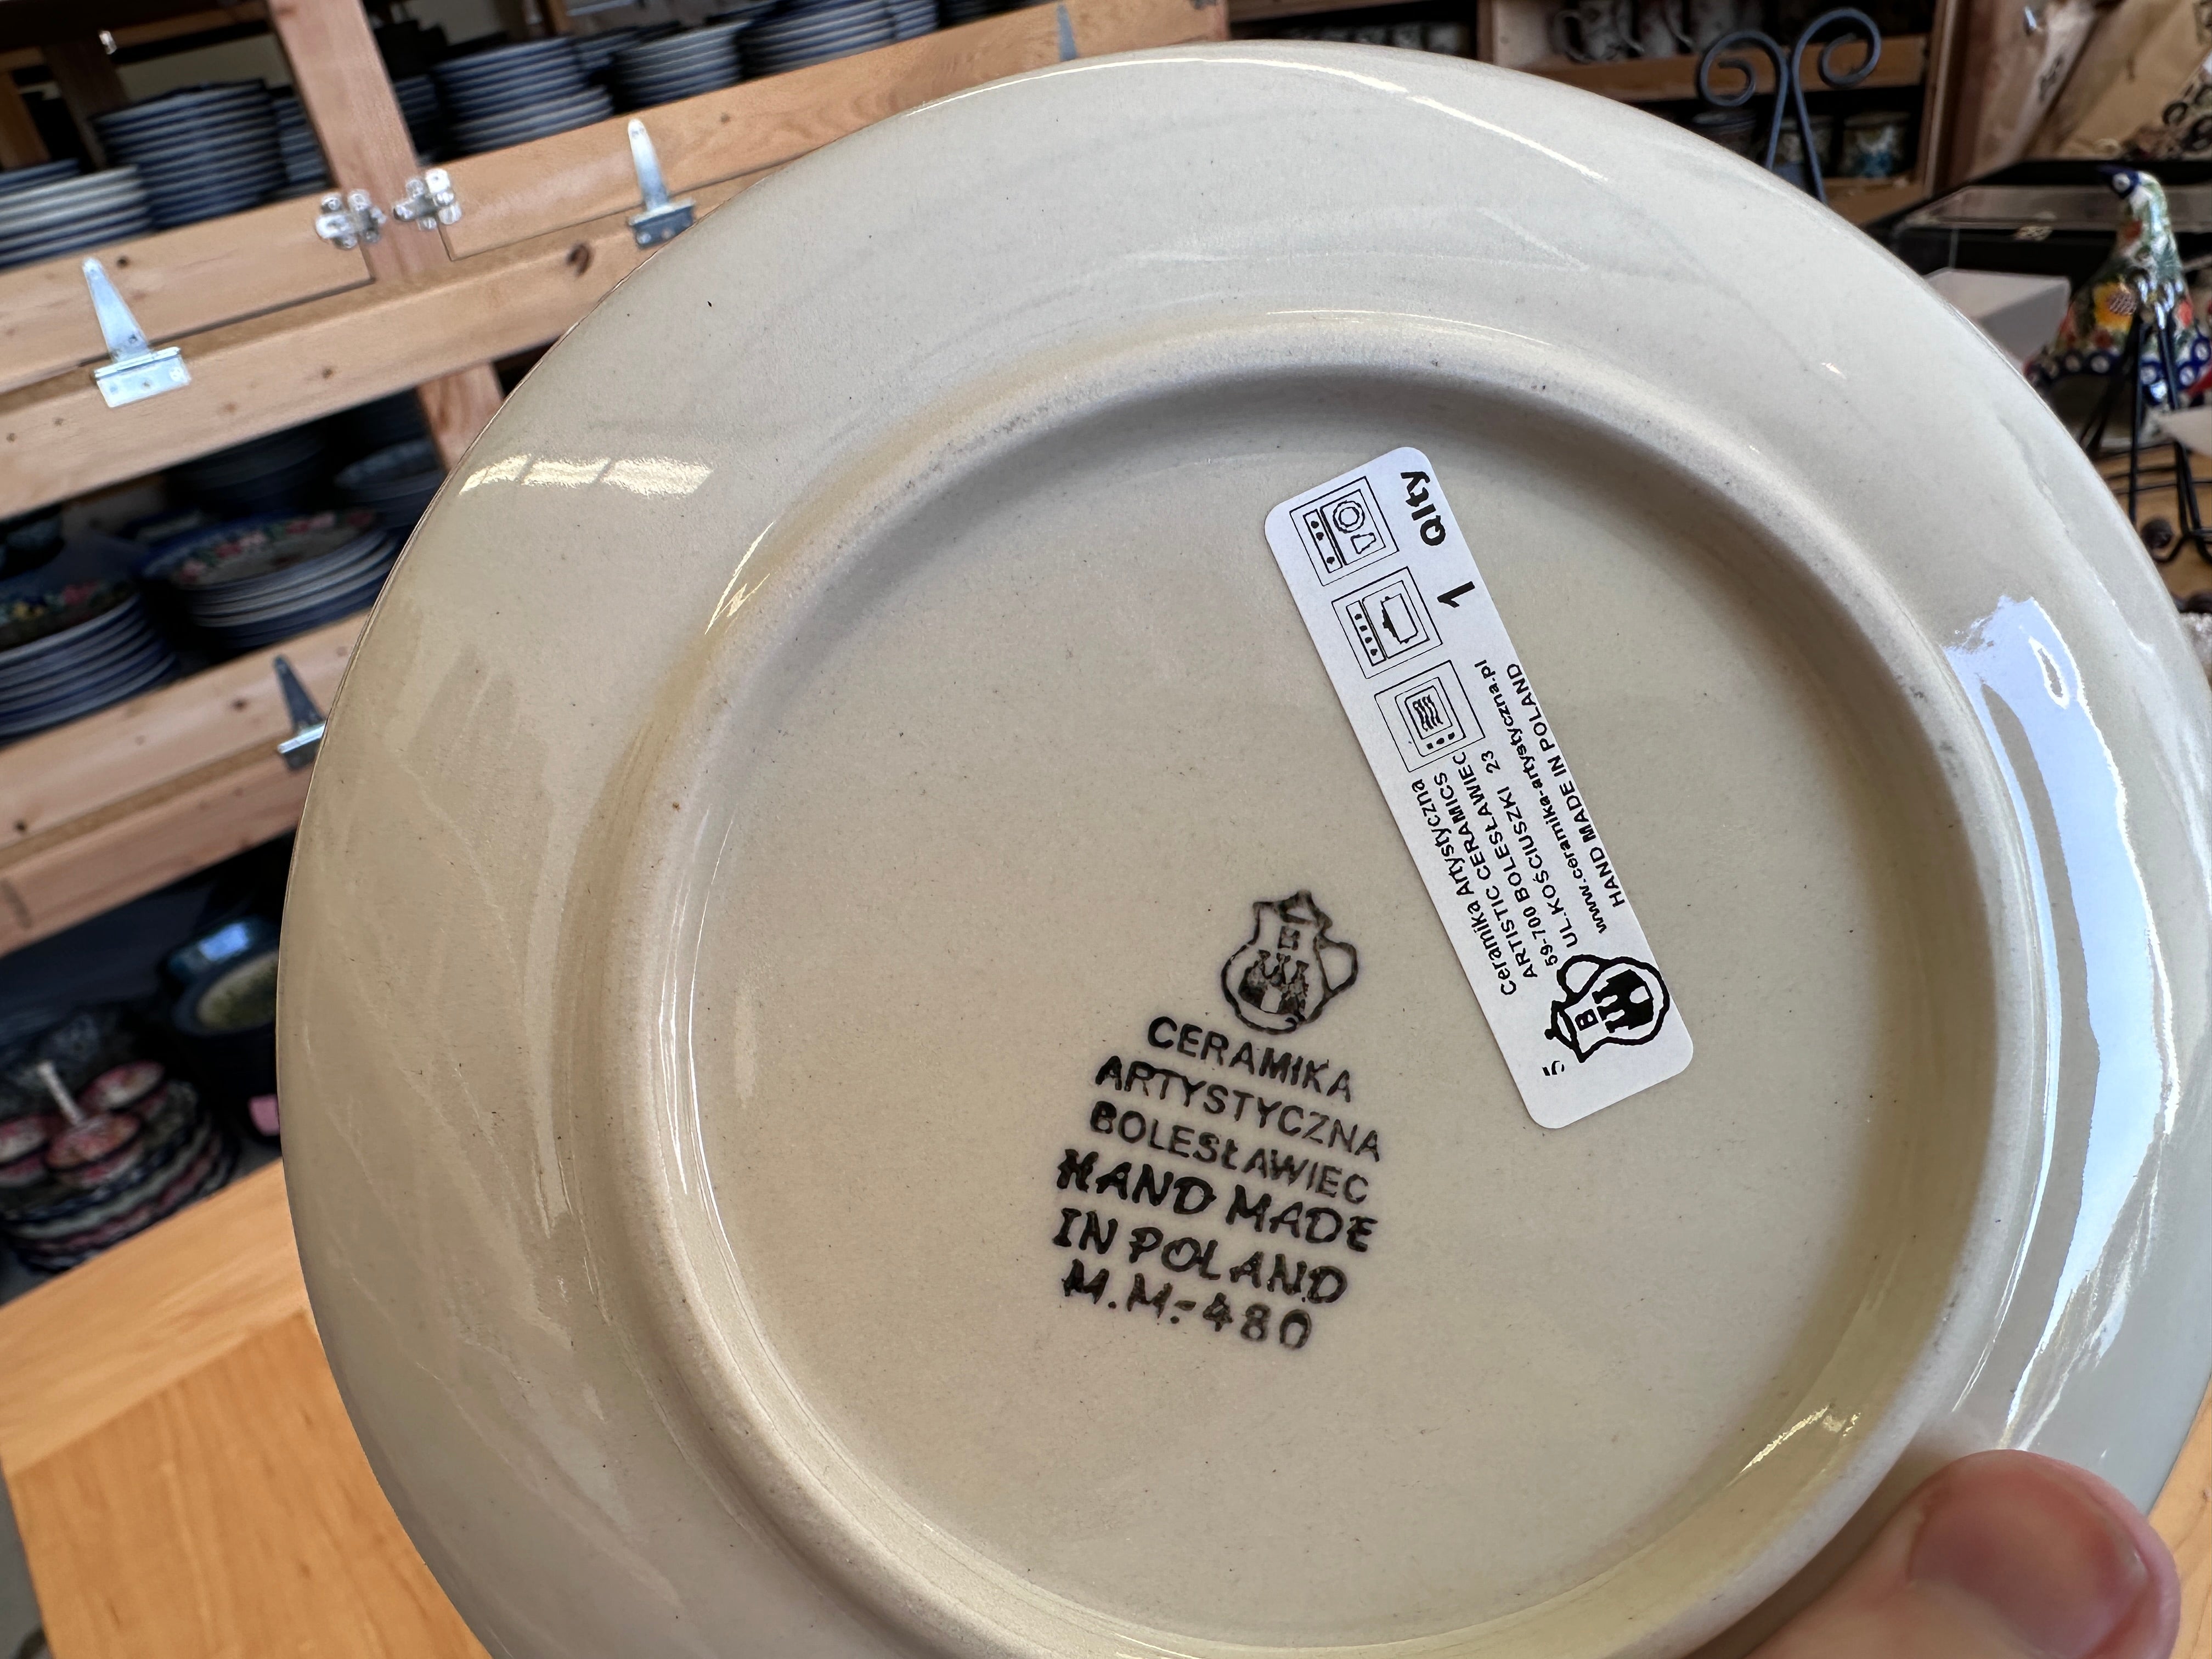 1 Qlty
Ceramika Artystyczna
ARTISTIC CERAMICS
59-700 BOLESŁAWIEC
UL.KOŚCIUSZKI 23
www.ceramika-artystyczna.pl
HAND MADE IN POLAND
B
5
B
CERAMIKA
ARTYSTYCZNA
BOLESŁAWIEC
HAND MADE
IN POLAND
M.M.-480